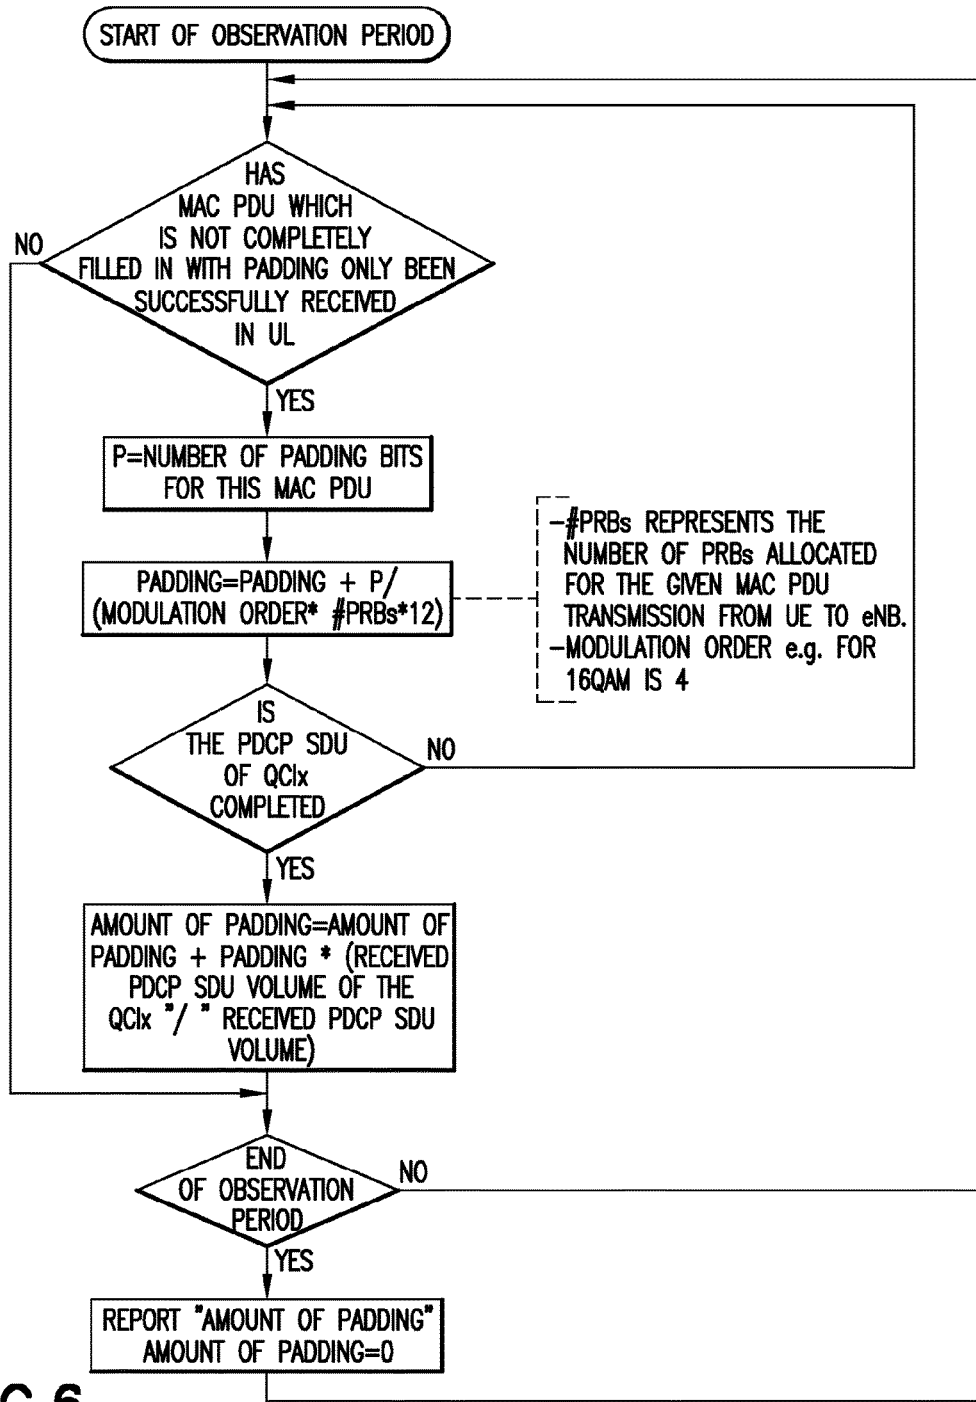 START OF OBSERVATION PERIOD
HAS
MAC PDU WHICH
IS NOT COMPLETELY
FILLED IN WITH PADDING ONLY BEEN
SUCCESSFULLY RECEIVED
IN UL
NO
YES
P=NUMBER OF PADDING BITS
FOR THIS MAC PDU
PADDING=PADDING + P/
(MODULATION ORDER* #PRBs*12)
-#PRBs REPRESENTS THE
NUMBER OF PRBs ALLOCATED
FOR THE GIVEN MAC PDU
TRANSMISSION FROM UE TO eNB.
-MODULATION ORDER e.g. FOR
16QAM IS 4
IS
THE PDCP SDU
OF QCIx
COMPLETED
NO
YES
AMOUNT OF PADDING=AMOUNT OF
PADDING + PADDING * (RECEIVED
PDCP SDU VOLUME OF THE
QCIx "/ " RECEIVED PDCP SDU
VOLUME)
END
OF OBSERVATION
PERIOD
NO
YES
REPORT "AMOUNT OF PADDING"
AMOUNT OF PADDING=0
6